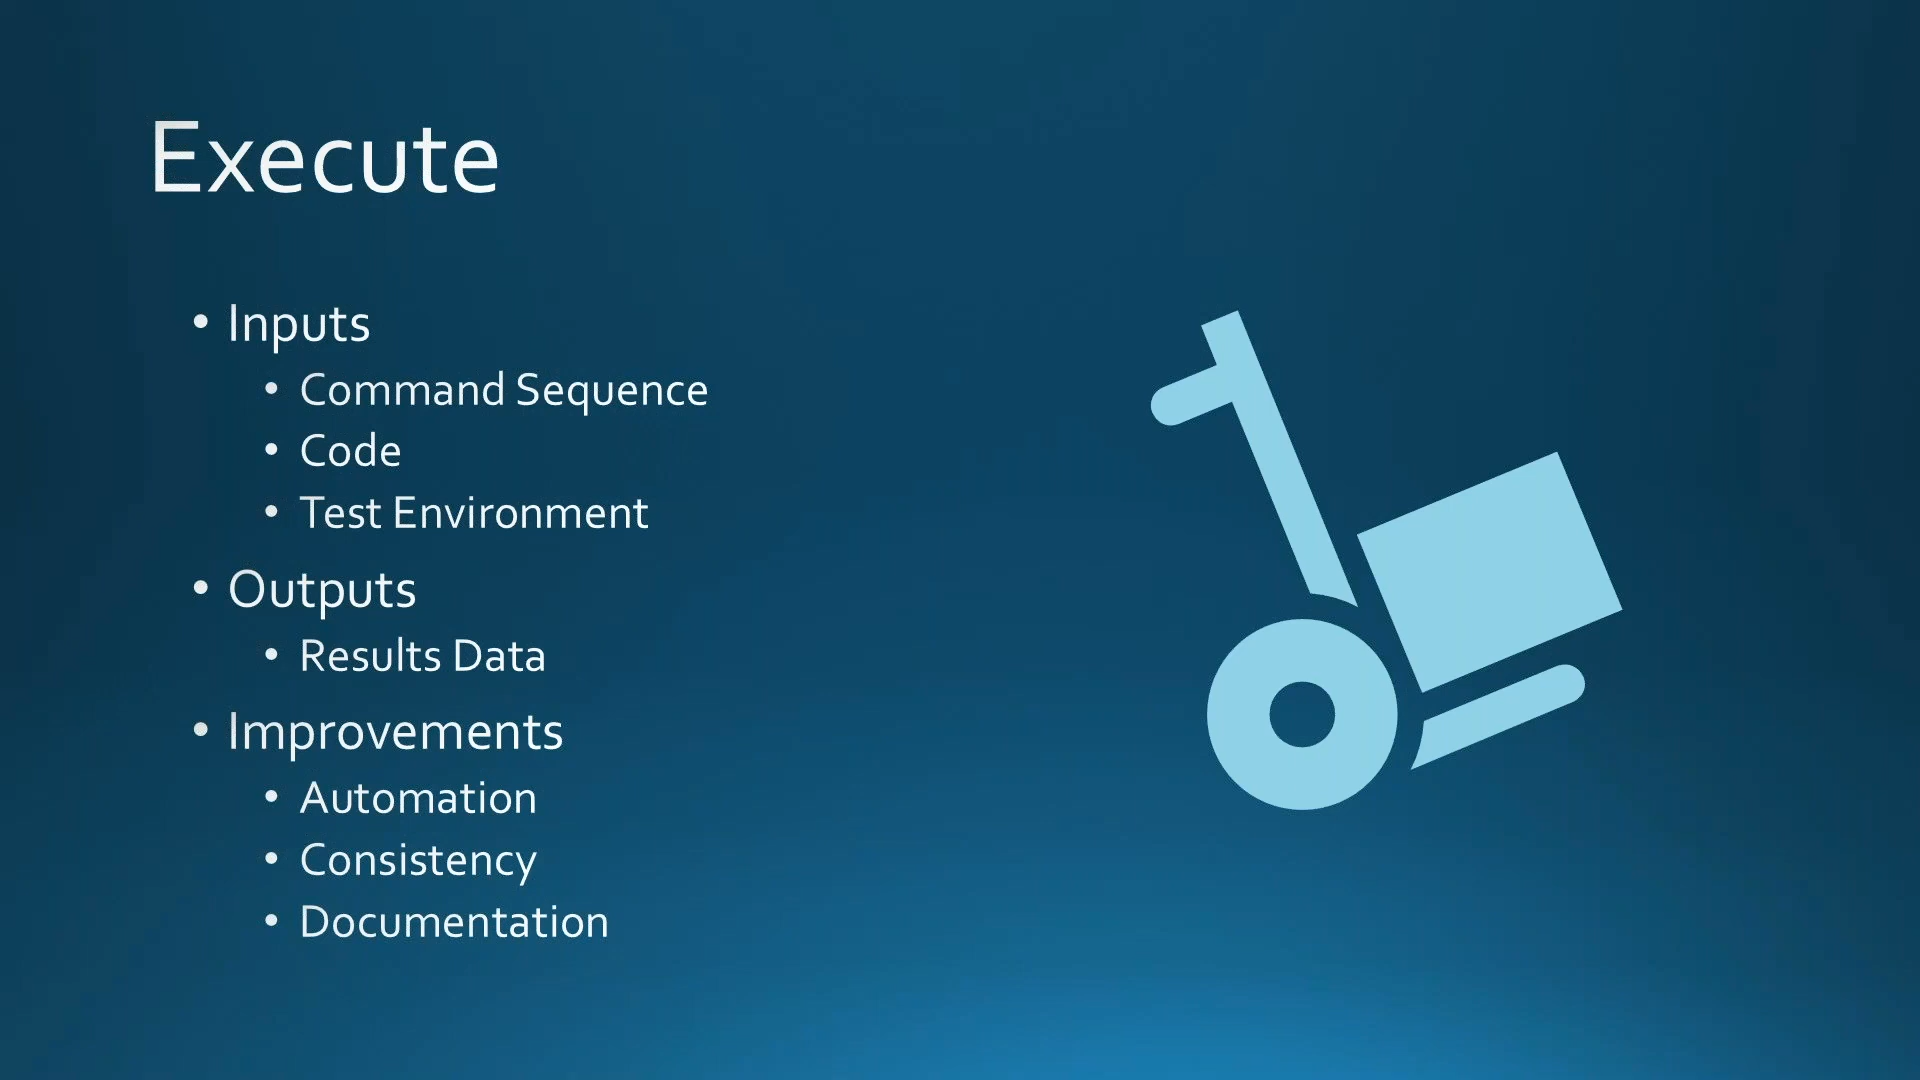 Execute
• Inputs
• Command Sequence
• Code
• Test Environment
• Outputs
• Results Data
• Improvements
• Automation
• Consistency
• Documentation